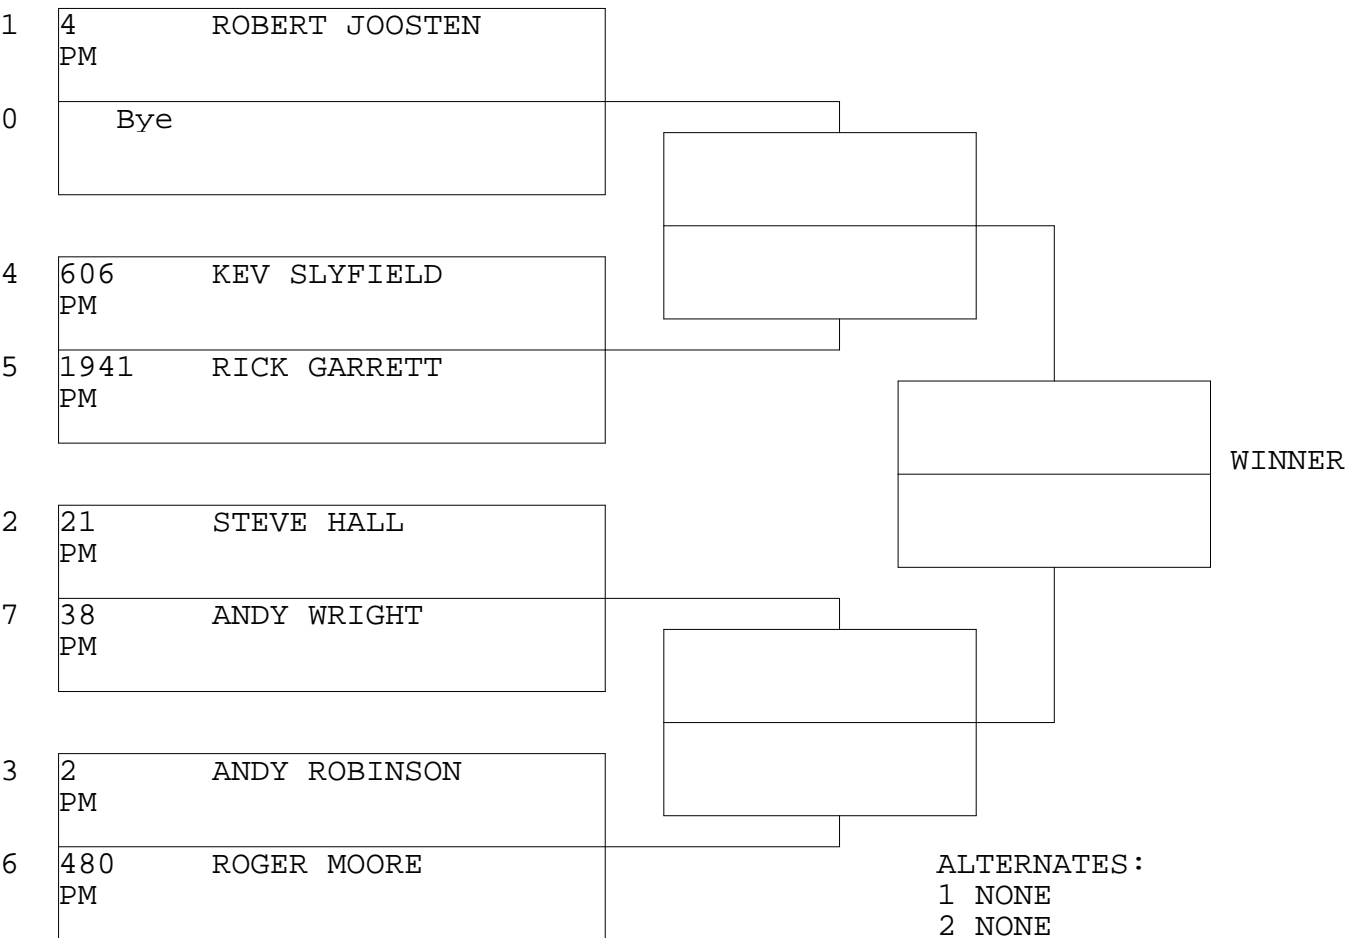 1 4 ROBERT JOOSTEN
PM
0 Bye
4 606 KEV SLYFIELD
PM
5 1941 RICK GARRETT
PM
WINNER
2 21 STEVE HALL
PM
7 38 ANDY WRIGHT
PM
3 2 ANDY ROBINSON
PM
6 480 ROGER MOORE
PM
ALTERNATES:
1 NONE
2 NONE